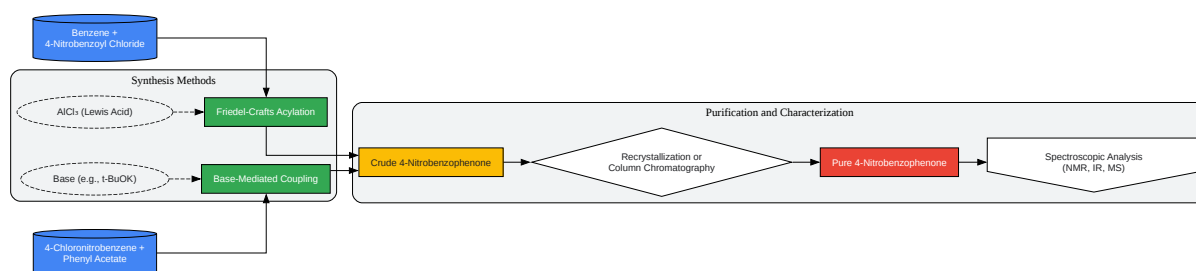 Benzene +
4-Nitrobenzoyl Chloride
Synthesis Methods
AlCl₃ (Lewis Acid)
Friedel-Crafts Acylation
Base (e.g., t-BuOK)
Base-Mediated Coupling
4-Chloronitrobenzene +
Phenyl Acetate
Purification and Characterization
Crude 4-Nitrobenzophenone
Recrystallization or
Column Chromatography
Pure 4-Nitrobenzophenone
Spectroscopic Analysis
(NMR, IR, MS)